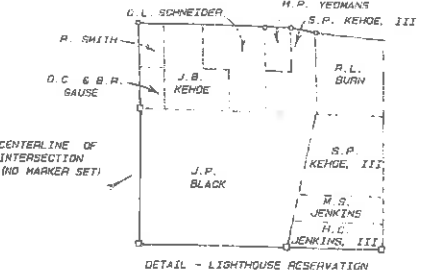 C.L. SCHNEIDER
M.P. YEOMANS
S.P. KEHOE, III
R. SMITH
D.C. & B.R.
GAUSE
J.B.
KEHOE
R.L.
BURN
CENTERLINE OF
INTERSECTION
(NO MARKER SET)
J.P.
BLACK
S.P.
KEHOE, III
M.S.
JENKINS
H.C.
JENKINS, III
DETAIL - LIGHTHOUSE RESERVATION